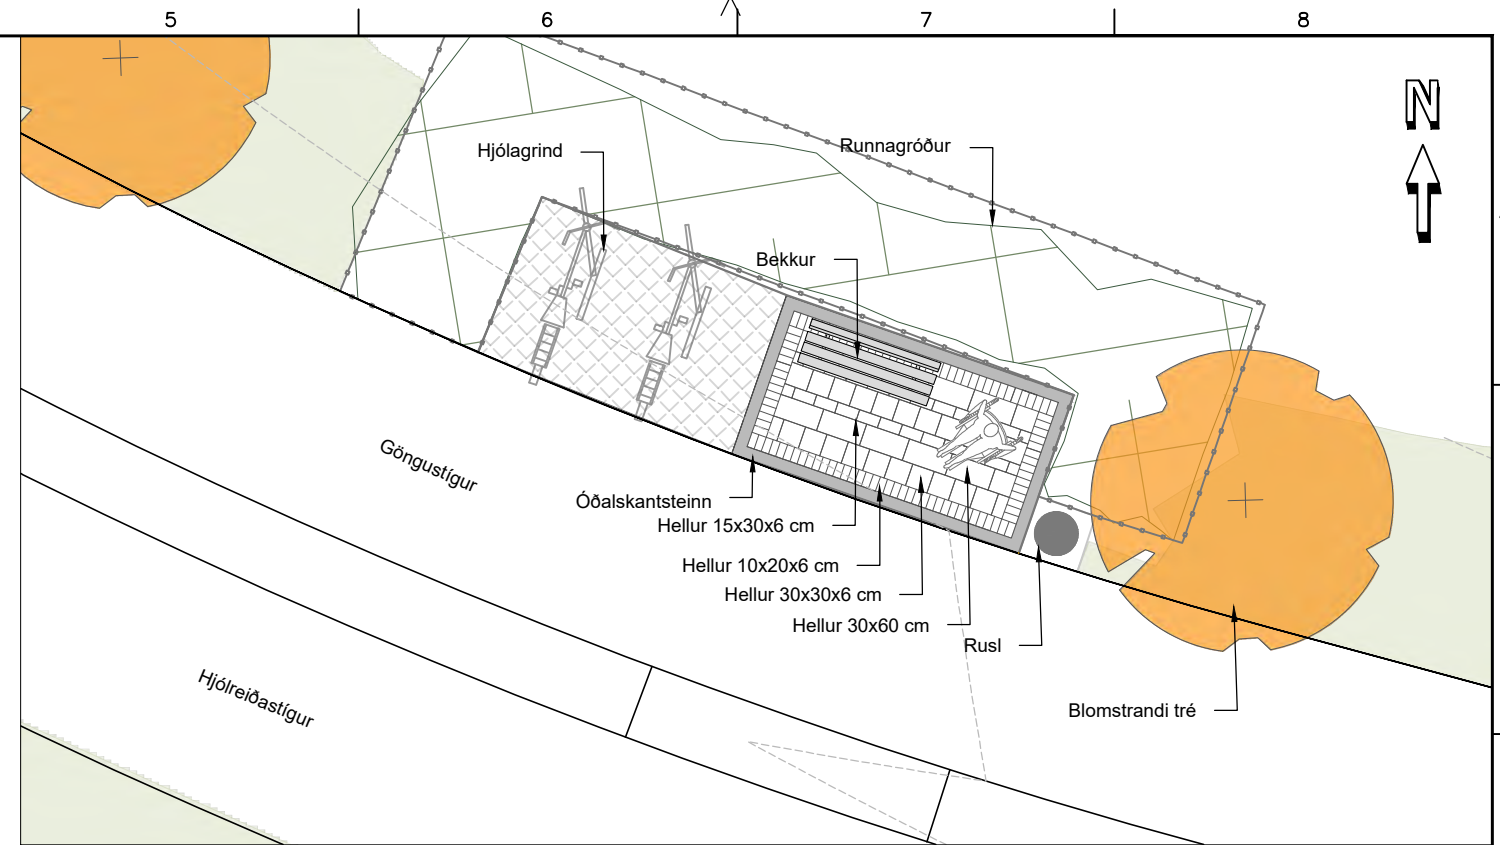 5
6
7
8
N
Runnagróður
Hjólagrind
Bekkur
Göngustígur
Óðalskantsteinn
Hellur 15x30x6 cm
Hellur 10x20x6 cm
Hellur 30x30x6 cm
Hellur 30x60 cm
Rusl
Hjólreiðastígur
Blomstrandi tré